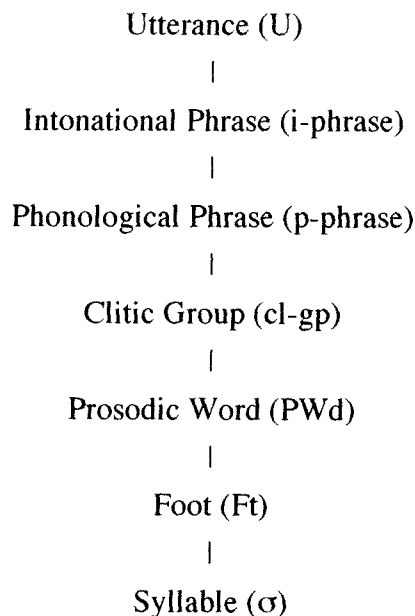 Utterance (U)
Intonational Phrase (i-phrase)
Phonological Phrase (p-phrase)
Clitic Group (cl-gp)
Prosodic Word (PWd)
Foot (Ft)
Syllable (σ)